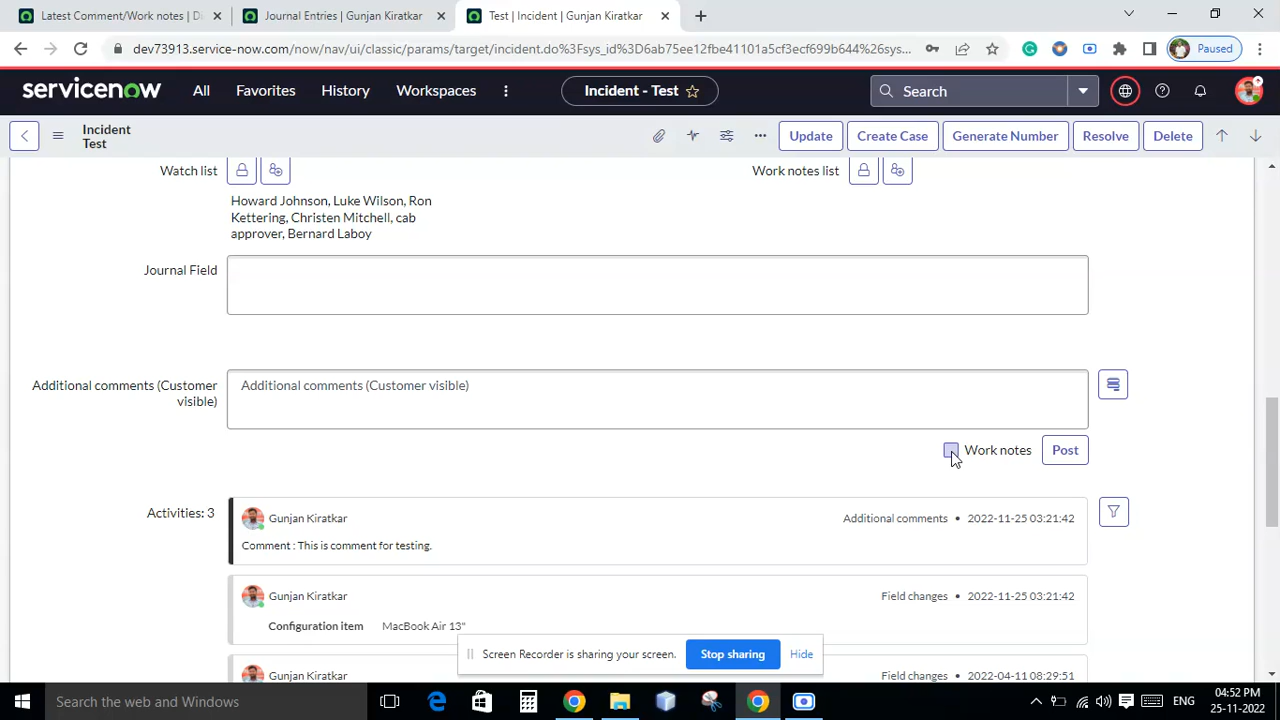 Latest Comment/Work notes | D
Journal Entries | Gunjan Kiratkar
Test | Incident | Gunjan Kiratkar
dev73913.service-now.com/now/nav/ui/classic/params/target/incident.do%3Fsys_id%3D6ab75ee12fbe41101a5cf3ecf699b644%26sys...
Paused
servicenow
All
Favorites
History
Workspaces
Incident - Test
Search
Incident
Test
Update
Create Case
Generate Number
Resolve
Delete
Watch list
Work notes list
Howard Johnson, Luke Wilson, Ron
Kettering, Christen Mitchell, cab
approver, Bernard Laboy
Journal Field
Additional comments (Customer
visible)
Additional comments (Customer visible)
Work notes
Post
Activities: 3
Gunjan Kiratkar
Additional comments • 2022-11-25 03:21:42
Comment : This is comment for testing.
Gunjan Kiratkar
Field changes • 2022-11-25 03:21:42
Configuration item MacBook Air 13"
Gunjan Kiratkar
Field changes • 2022-04-11 08:29:51
Screen Recorder is sharing your screen.
Stop sharing
Hide
Search the web and Windows
ENG
04:52 PM
25-11-2022